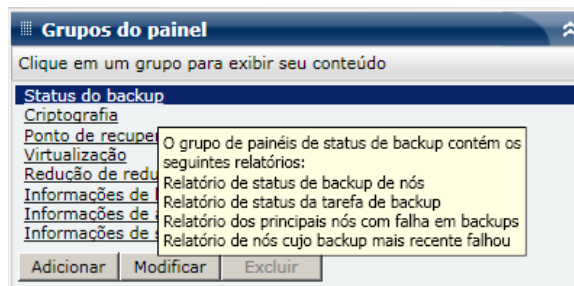 Grupos do painel
Clique em um grupo para exibir seu conteúdo
Status do backup
Criptografia
Ponto de
Virtualização
Redução de
Informações de
Informações de
Informações de
O grupo de painéis de status de backup contém os
seguintes relatórios:
Relatório de status de backup de nós
Relatório de status da tarefa de backup
Relatório dos principais nós com falha em backups
Relatório de nós cujo backup mais recente falhou
Adicionar Modificar Excluir